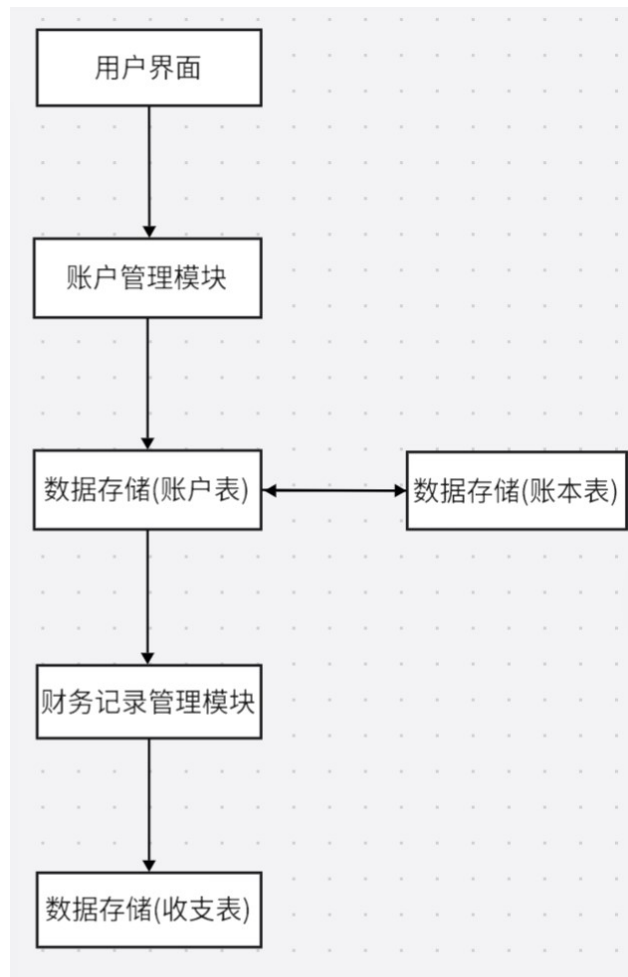 用户界面
账户管理模块
数据存储(账户表)
数据存储(账本表)
财务记录管理模块
数据存储(收支表)